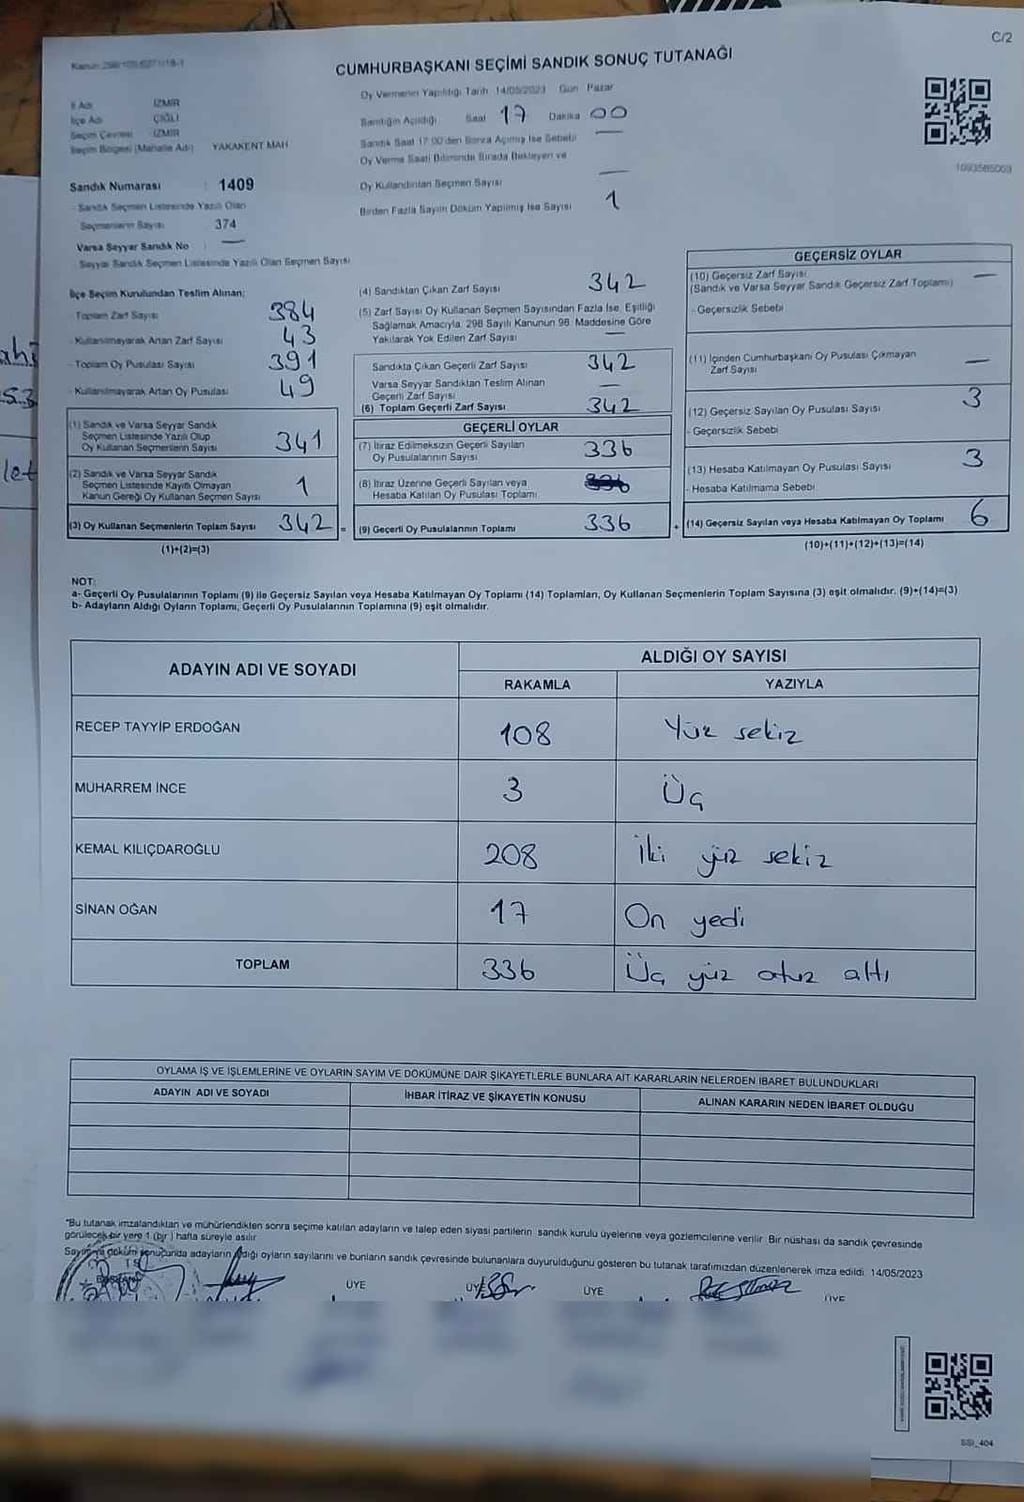 C/2
CUMHURBAŞKANI SEÇİMİ SANDIK SONUÇ TUTANAĞI
Oy Vermenin Yapıldığı Tarih 14/05/2023 Gün Pazar
İl Adı İZMİR
İlçe Adı ÇİĞLİ
Seçim Çevresi İZMİR
Seçim Bölgesi (Mahalle Adı) YAKAKENT MAH
Sandığın Açıldığı Saat 17 Dakika 00
Sandık Saat 17:00'den Sonra Açılmış İse Sebebi —
Oy Verme Saati Bitiminde Sırada Bekleyen ve
Oy Kullandırılan Seçmen Sayısı —
Birden Fazla Sayım Döküm Yapılmış İse Sayısı 1
1093585003
Sandık Numarası : 1409
Sandık Seçmen Listesinde Yazılı Olan
Seçmenlerin Sayısı 374
Varsa Seyyar Sandık No : —
Seyyar Sandık Seçmen Listesinde Yazılı Olan Seçmen Sayısı
İlçe Seçim Kurulundan Teslim Alınan;
- Toplam Zarf Sayısı 384
- Kullanılmayarak Artan Zarf Sayısı 43
- Toplam Oy Pusulası Sayısı 391
- Kullanılmayarak Artan Oy Pusulası 49
(1) Sandık ve Varsa Seyyar Sandık
Seçmen Listesinde Yazılı Olup
Oy Kullanan Seçmenlerin Sayısı 341
(2) Sandık ve Varsa Seyyar Sandık
Seçmen Listesinde Kayıtlı Olmayan
Kanun Gereği Oy Kullanan Seçmen Sayısı 1
(3) Oy Kullanan Seçmenlerin Toplam Sayısı 342 =
(1)+(2)=(3)
(4) Sandıktan Çıkan Zarf Sayısı 342
(5) Zarf Sayısı Oy Kullanan Seçmen Sayısından Fazla İse, Eşitliği
Sağlamak Amacıyla, 298 Sayılı Kanunun 98. Maddesine Göre
Yakılarak Yok Edilen Zarf Sayısı —
Sandıkta Çıkan Geçerli Zarf Sayısı 342
Varsa Seyyar Sandıktan Teslim Alınan
Geçerli Zarf Sayısı —
(6) Toplam Geçerli Zarf Sayısı 342
GEÇERLİ OYLAR
(7) İtiraz Edilmeksizin Geçerli Sayılan
Oy Pusulalarının Sayısı 336
(8) İtiraz Üzerine Geçerli Sayılan veya
Hesaba Katılan Oy Pusulası Toplamı
(9) Geçerli Oy Pusulalarının Toplamı 336 +
GEÇERSİZ OYLAR
(10) Geçersiz Zarf Sayısı —
(Sandık ve Varsa Seyyar Sandık Geçersiz Zarf Toplamı)
- Geçersizlik Sebebi
(11) İçinden Cumhurbaşkanı Oy Pusulası Çıkmayan
Zarf Sayısı —
(12) Geçersiz Sayılan Oy Pusulası Sayısı 3
- Geçersizlik Sebebi
(13) Hesaba Katılmayan Oy Pusulası Sayısı 3
- Hesaba Katılmama Sebebi
(14) Geçersiz Sayılan veya Hesaba Katılmayan Oy Toplamı 6
(10)+(11)+(12)+(13)=(14)
NOT:
a- Geçerli Oy Pusulalarının Toplamı (9) ile Geçersiz Sayılan veya Hesaba Katılmayan Oy Toplamı (14) Toplamları, Oy Kullanan Seçmenlerin Toplam Sayısına (3) eşit olmalıdır. (9)+(14)=(3)
b- Adayların Aldığı Oyların Toplamı, Geçerli Oy Pusulalarının Toplamına (9) eşit olmalıdır.
ADAYIN ADI VE SOYADI ALDIĞI OY SAYISI
RAKAMLA YAZIYLA
RECEP TAYYİP ERDOĞAN 108 Yüz sekiz
MUHARREM İNCE 3 Üç
KEMAL KILIÇDAROĞLU 208 İki yüz sekiz
SİNAN OĞAN 17 On yedi
TOPLAM 336 Üç yüz otuz altı
OYLAMA İŞ VE İŞLEMLERİNE VE OYLARIN SAYIM VE DÖKÜMÜNE DAİR ŞİKAYETLERLE BUNLARA AİT KARARLARIN NELERDEN İBARET BULUNDUKLARI
ADAYIN ADI VE SOYADI İHBAR İTİRAZ VE ŞİKAYETİN KONUSU ALINAN KARARIN NEDEN İBARET OLDUĞU
*Bu tutanak imzalandıktan ve mühürlendikten sonra seçime katılan adayların ve talep eden siyasi partilerin sandık kurulu üyelerine veya gözlemcilerine verilir. Bir nüshası da sandık çevresinde
görülecek bir yere 1 (bir) hafta süreyle asılır.
Sayım ve döküm sonucunda adayların aldığı oyların sayılarını ve bunların sandık çevresinde bulunanlara duyurulduğunu gösteren bu tutanak tarafımızdan düzenlenerek imza edildi. 14/05/2023
BAŞKAN ÜYE ÜYE ÜYE ÜYE
SSI_404